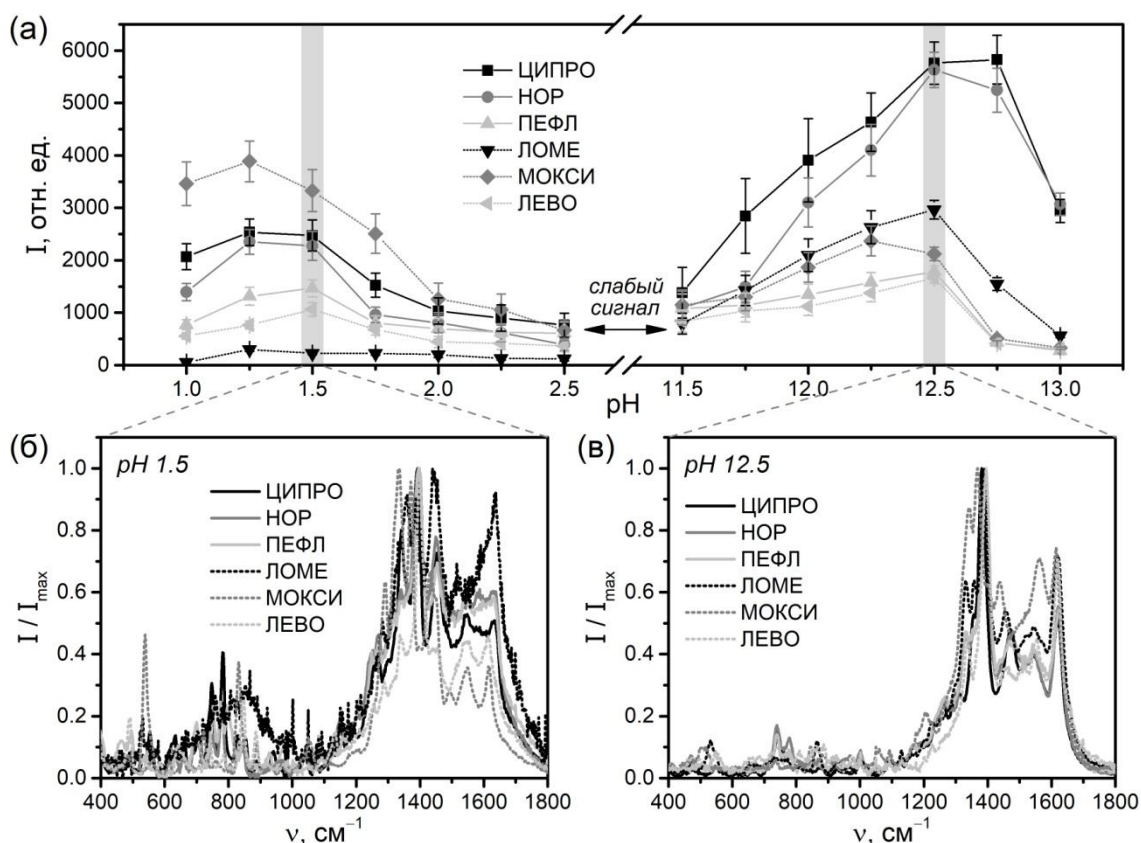 (а)
I, отн. ед.
6000
5000
4000
3000
2000
1000
0
ЦИПРО
НОР
ПЕФЛ
ЛОМЕ
МОКСИ
ЛЕВО
слабый
сигнал
1.0 1.5 2.0 2.5 11.5 12.0 12.5 13.0
pH
(б)
pH 1.5
I / Imax
1.0
0.8
0.6
0.4
0.2
0.0
ЦИПРО
НОР
ПЕФЛ
ЛОМЕ
МОКСИ
ЛЕВО
400 600 800 1000 1200 1400 1600 1800
ν, см⁻¹
(в)
pH 12.5
I / Imax
1.0
0.8
0.6
0.4
0.2
0.0
ЦИПРО
НОР
ПЕФЛ
ЛОМЕ
МОКСИ
ЛЕВО
400 600 800 1000 1200 1400 1600 1800
ν, см⁻¹